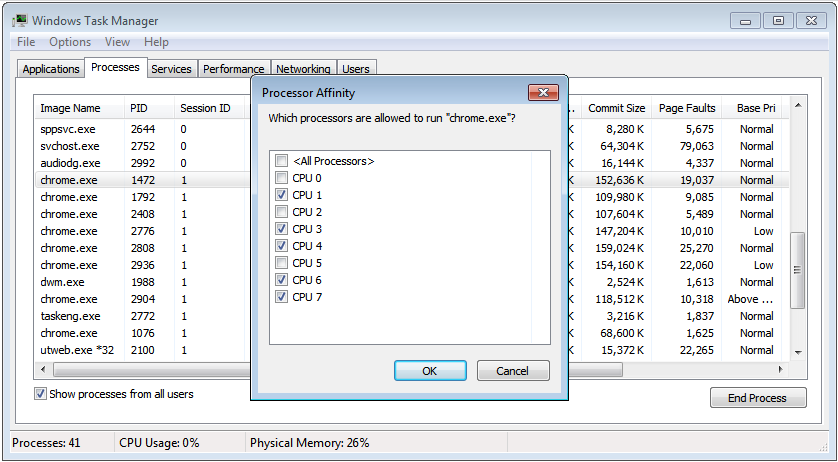 Windows Task Manager
File Options View Help
Applications Processes Services Performance Networking Users
Image Name PID Session ID Commit Size Page Faults Base Pri
sppsvc.exe 2644 0 8,280 K 5,675 Normal
svchost.exe 2752 0 64,304 K 79,063 Normal
audiodg.exe 2992 0 16,144 K 4,337 Normal
chrome.exe 1472 1 152,636 K 19,037 Normal
chrome.exe 1792 1 109,980 K 9,085 Normal
chrome.exe 2408 1 107,604 K 5,489 Normal
chrome.exe 2776 1 147,204 K 10,010 Low
chrome.exe 2808 1 159,024 K 25,270 Normal
chrome.exe 2936 1 154,160 K 22,060 Low
dwm.exe 1988 1 2,524 K 1,613 Normal
chrome.exe 2904 1 118,512 K 10,318 Above ...
taskeng.exe 2772 1 3,216 K 1,837 Normal
chrome.exe 1076 1 68,600 K 1,625 Normal
utweb.exe *32 2100 1 15,372 K 22,265 Normal
Processor Affinity
Which processors are allowed to run "chrome.exe"?
<All Processors>
CPU 0
CPU 1
CPU 2
CPU 3
CPU 4
CPU 5
CPU 6
CPU 7
OK Cancel
Show processes from all users End Process
Processes: 41 CPU Usage: 0% Physical Memory: 26%